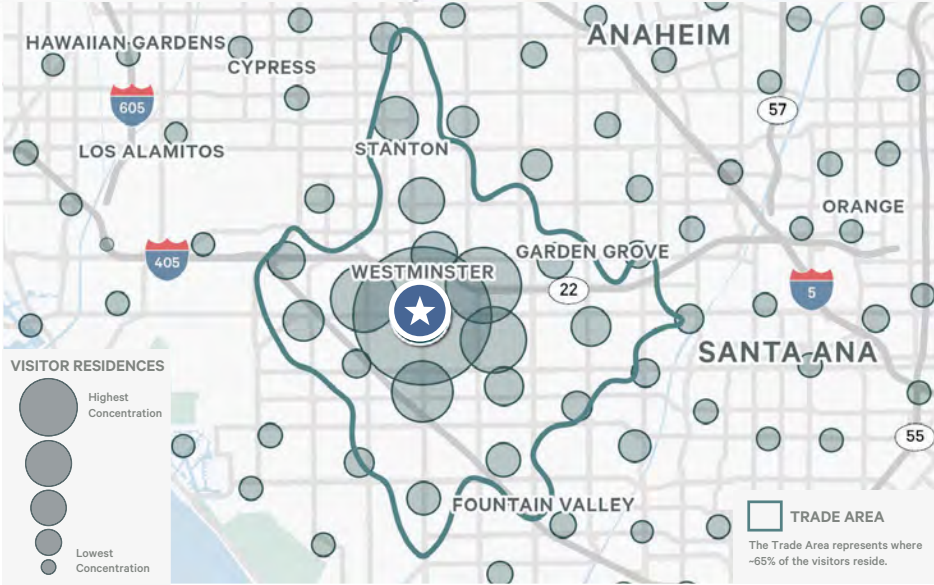 ANAHEIM
HAWAIIAN GARDENS
CYPRESS
605
57
STANTON
LOS ALAMITOS
ORANGE
GARDEN GROVE
405
WESTMINSTER
22
5
SANTA ANA
VISITOR RESIDENCES
Highest
Concentration
Lowest
Concentration
55
FOUNTAIN VALLEY
TRADE AREA
The Trade Area represents where
~65% of the visitors reside.